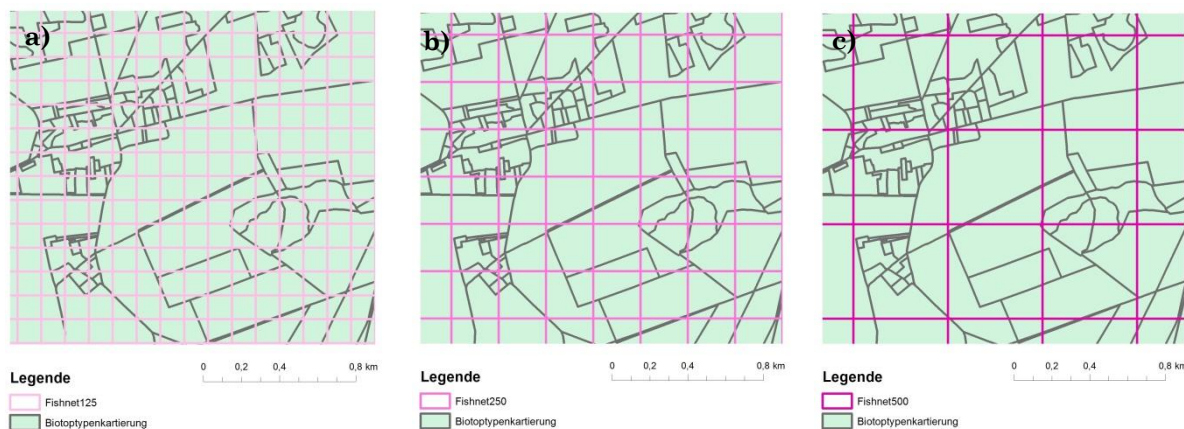 a)
b)
c)
Legende
0 0,2 0,4 0,8 km
Fishnet125
Biotoptypenkartierung
Legende
0 0,2 0,4 0,8 km
Fishnet250
Biotoptypenkartierung
Legende
0 0,2 0,4 0,8 km
Fishnet500
Biotoptypenkartierung